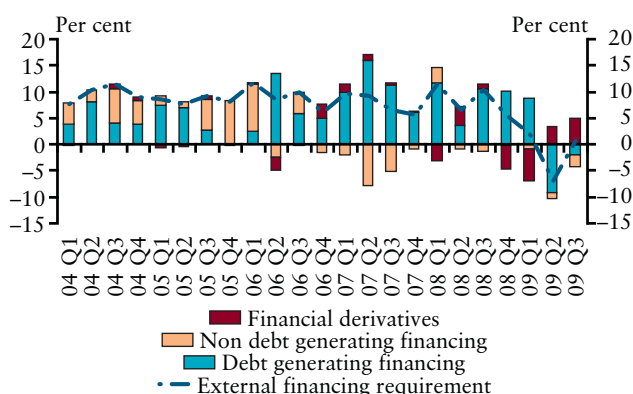 Per cent Per cent
20 20
15 15
10 10
5 5
0 0
−5 −5
−10 −10
−15 −15
04 Q1
04 Q2
04 Q3
04 Q4
05 Q1
05 Q2
05 Q3
05 Q4
06 Q1
06 Q2
06 Q3
06 Q4
07 Q1
07 Q2
07 Q3
07 Q4
08 Q1
08 Q2
08 Q3
08 Q4
09 Q1
09 Q2
09 Q3
Financial derivatives
Non debt generating financing
Debt generating financing
External financing requirement